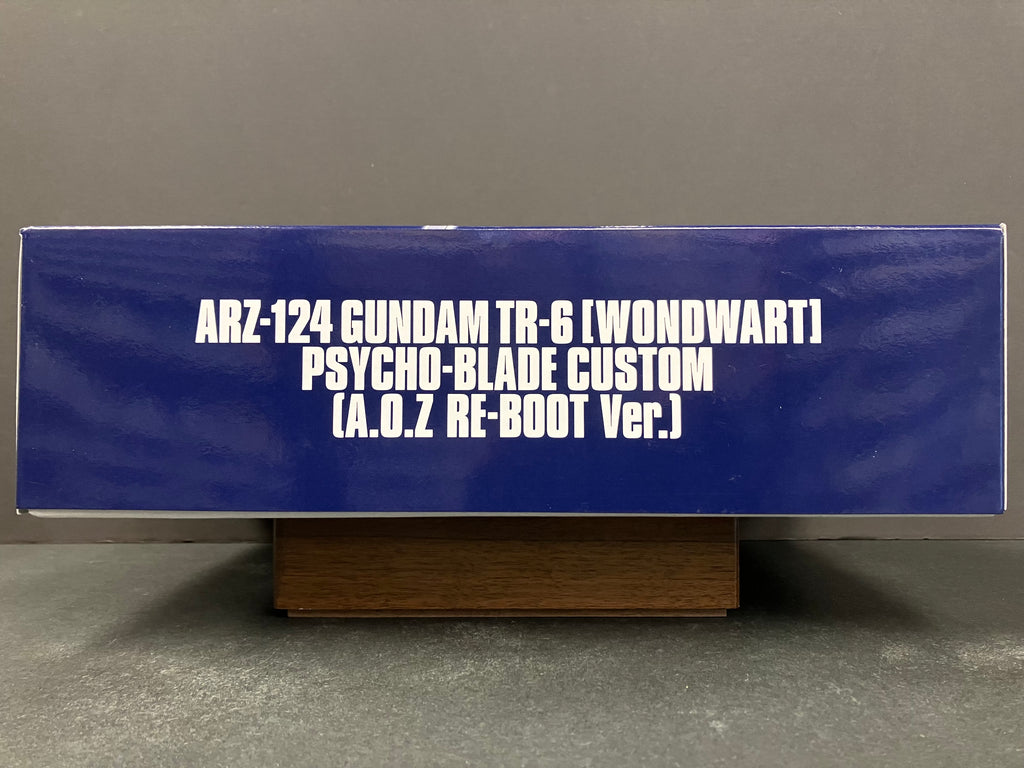 ARZ-124 GUNDAM TR-6 [WONDWART]
PSYCHO-BLADE CUSTOM
(A.O.Z RE-BOOT Ver.)